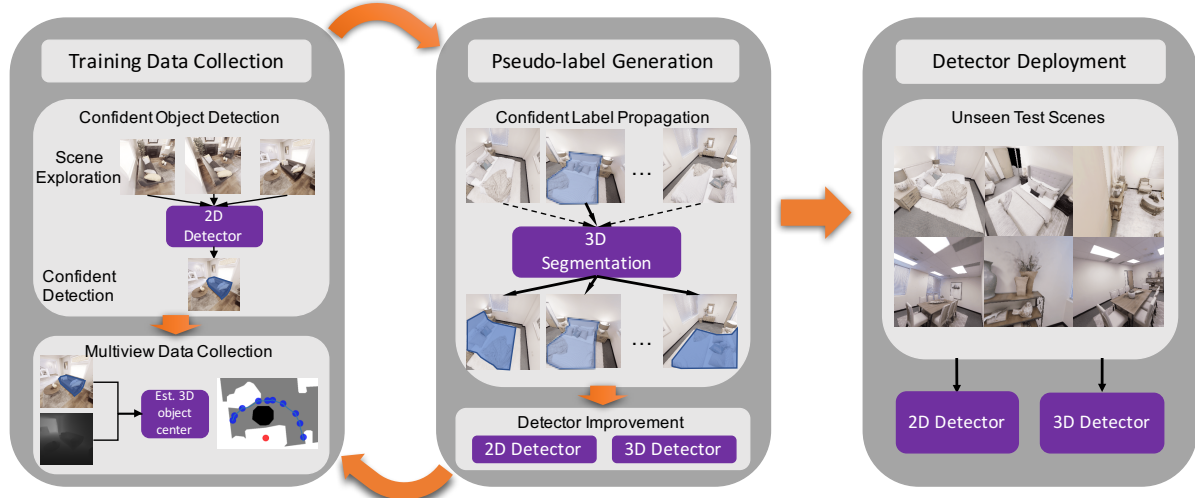 Training Data Collection
Confident Object Detection
Scene
Exploration
2D
Detector
Confident
Detection
Multiview Data Collection
Est. 3D
object
center
Pseudo-label Generation
Confident Label Propagation
...
3D
Segmentation
...
Detector Improvement
2D Detector
3D Detector
Detector Deployment
Unseen Test Scenes
2D Detector
3D Detector